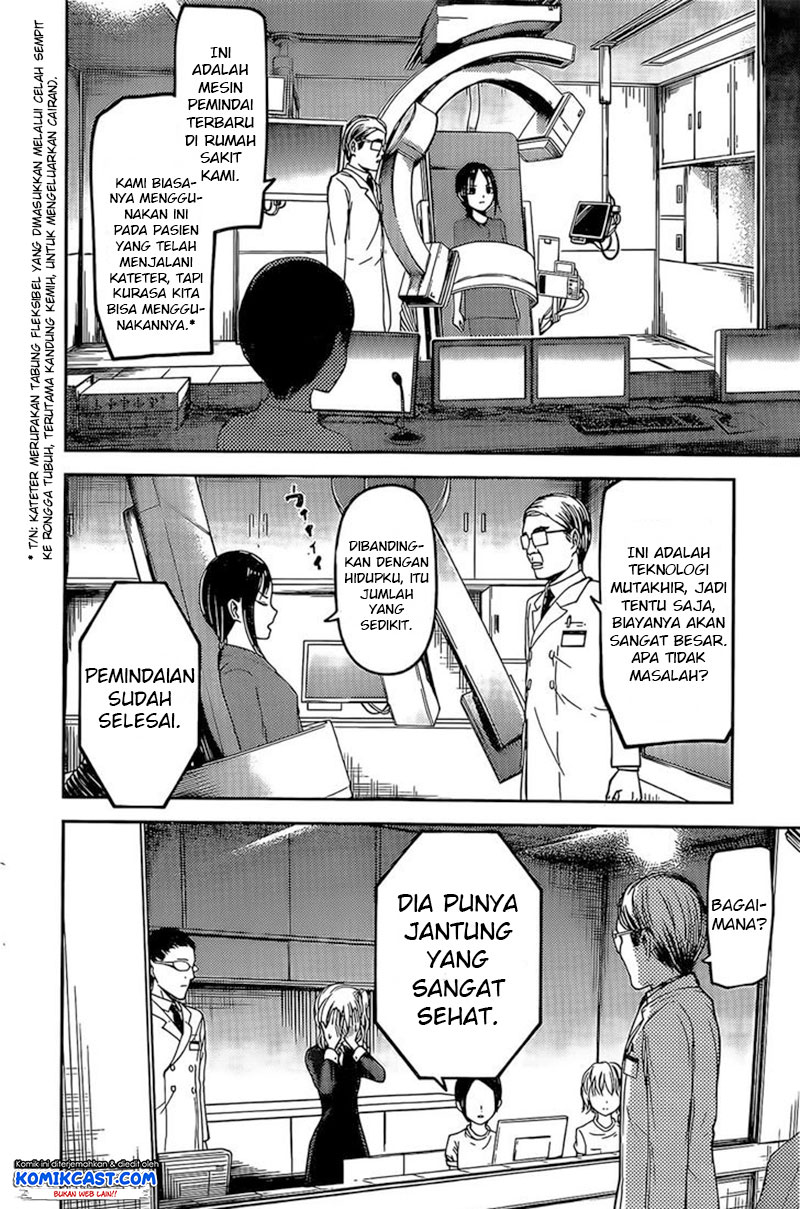 INI
ADALAH
MESIN
PEMINDAI
TERBARU
DI RUMAH
SAKIT
KAMI.
KAMI BIASA-
NYA MENGGU-
NAKAN INI
PADA PASIEN
YANG TELAH
MENJALANI
KATETER, TAPI
KURASA KITA
BISA MENGGU-
NAKANNYA.*
* T/N: KATETER MERUPAKAN TABUNG FLEKSIBEL YANG DIMASUKKAN MELALUI CELAH SEMPIT
KE RONGGA TUBUH, TERUTAMA KANDUNG KEMIH, UNTUK MENGELUARKAN CAIRAN).
INI ADALAH
TEKNOLOGI
MUTAKHIR, JADI
TENTU SAJA,
BIAYANYA AKAN
SANGAT BESAR.
APA TIDAK
MASALAH?
DIBANDING-
KAN DENGAN
HIDUPKU, ITU
JUMLAH
YANG
SEDIKIT.
PEMINDAIAN
SUDAH
SELESAI.
BAGAI-
MANA?
DIA PUNYA
JANTUNG
YANG
SANGAT
SEHAT.
Komik ini diterjemahkan & diedit oleh
KOMIKCAST.COM
BUKAN WEB LAIN!!